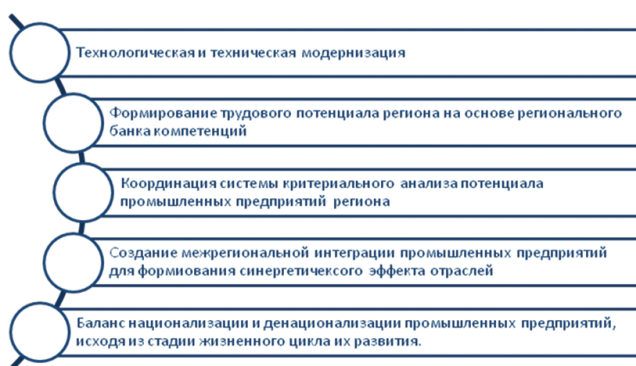 Технологическая и техническая модернизация
Формирование трудового потенциала региона на основе регионального
банка компетенций
Координация системы критериального анализа потенциала
промышленных предприятий региона
Создание межрегиональной интеграции промышленных предприятий
для формиования синергетичексого эффекта отраслей
Баланс национализации и денационализации промышленных предприятий,
исходя из стадии жизненного цикла их развития.